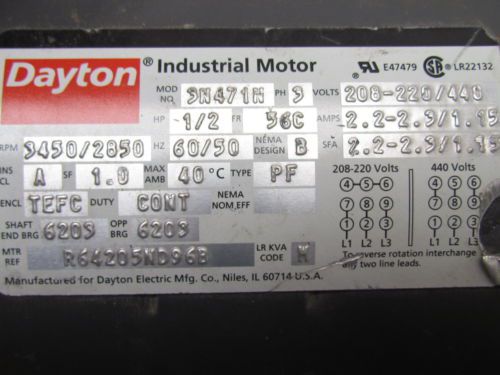 Dayton® Industrial Motor
E47479 LR22132
MOD NO. 3N471N PH 3 VOLTS 208-220/440
HP 1/2 FR 56C AMPS 2.2-2.3/1.15
RPM 3450/2850 HZ 60/50 NEMA DESIGN B SFA 2.2-2.3/1.15
INS CL A SF 1.0 MAX AMB 40°C TYPE PF
ENCL TEFC DUTY CONT NEMA NOM EFF
SHAFT END BRG 6203 OPP BRG 6203
MTR REF R64205ND96B LR KVA CODE
208-220 VOLTS 440 VOLTS
4 5 6 4 5 6
7 8 9 7 8 9
1 2 3 1 2 3
L1 L2 L3 L1 L2 L3
To reverse rotation interchange
any two line leads.
Manufactured for Dayton Electric Mfg. Co., Niles, IL 60714 U.S.A.